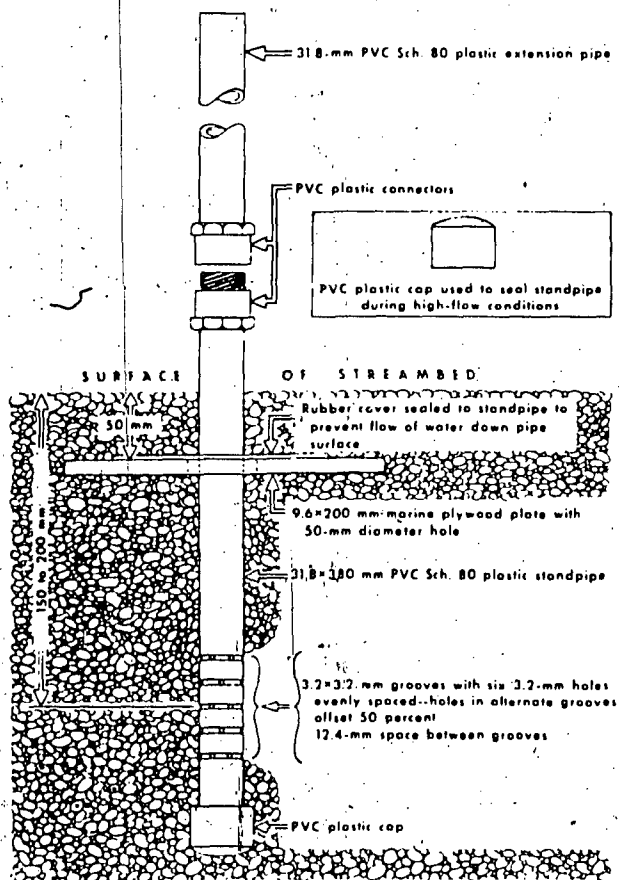 31.8-mm PVC Sch. 80 plastic extension pipe
PVC plastic connectors
PVC plastic cap used to seal standpipe
during high-flow conditions
SURFACE OF STREAMBED
50 mm
Rubber cover sealed to standpipe to
prevent flow of water down pipe
surface
9.6×200 mm marine plywood plate with
50-mm diameter hole
150 to 200 mm
31.8×380 mm PVC Sch. 80 plastic standpipe
3.2×3.2-mm grooves with six 3.2-mm holes
evenly spaced--holes in alternate grooves
offset 50 percent
12.4-mm space between grooves
PVC plastic cap